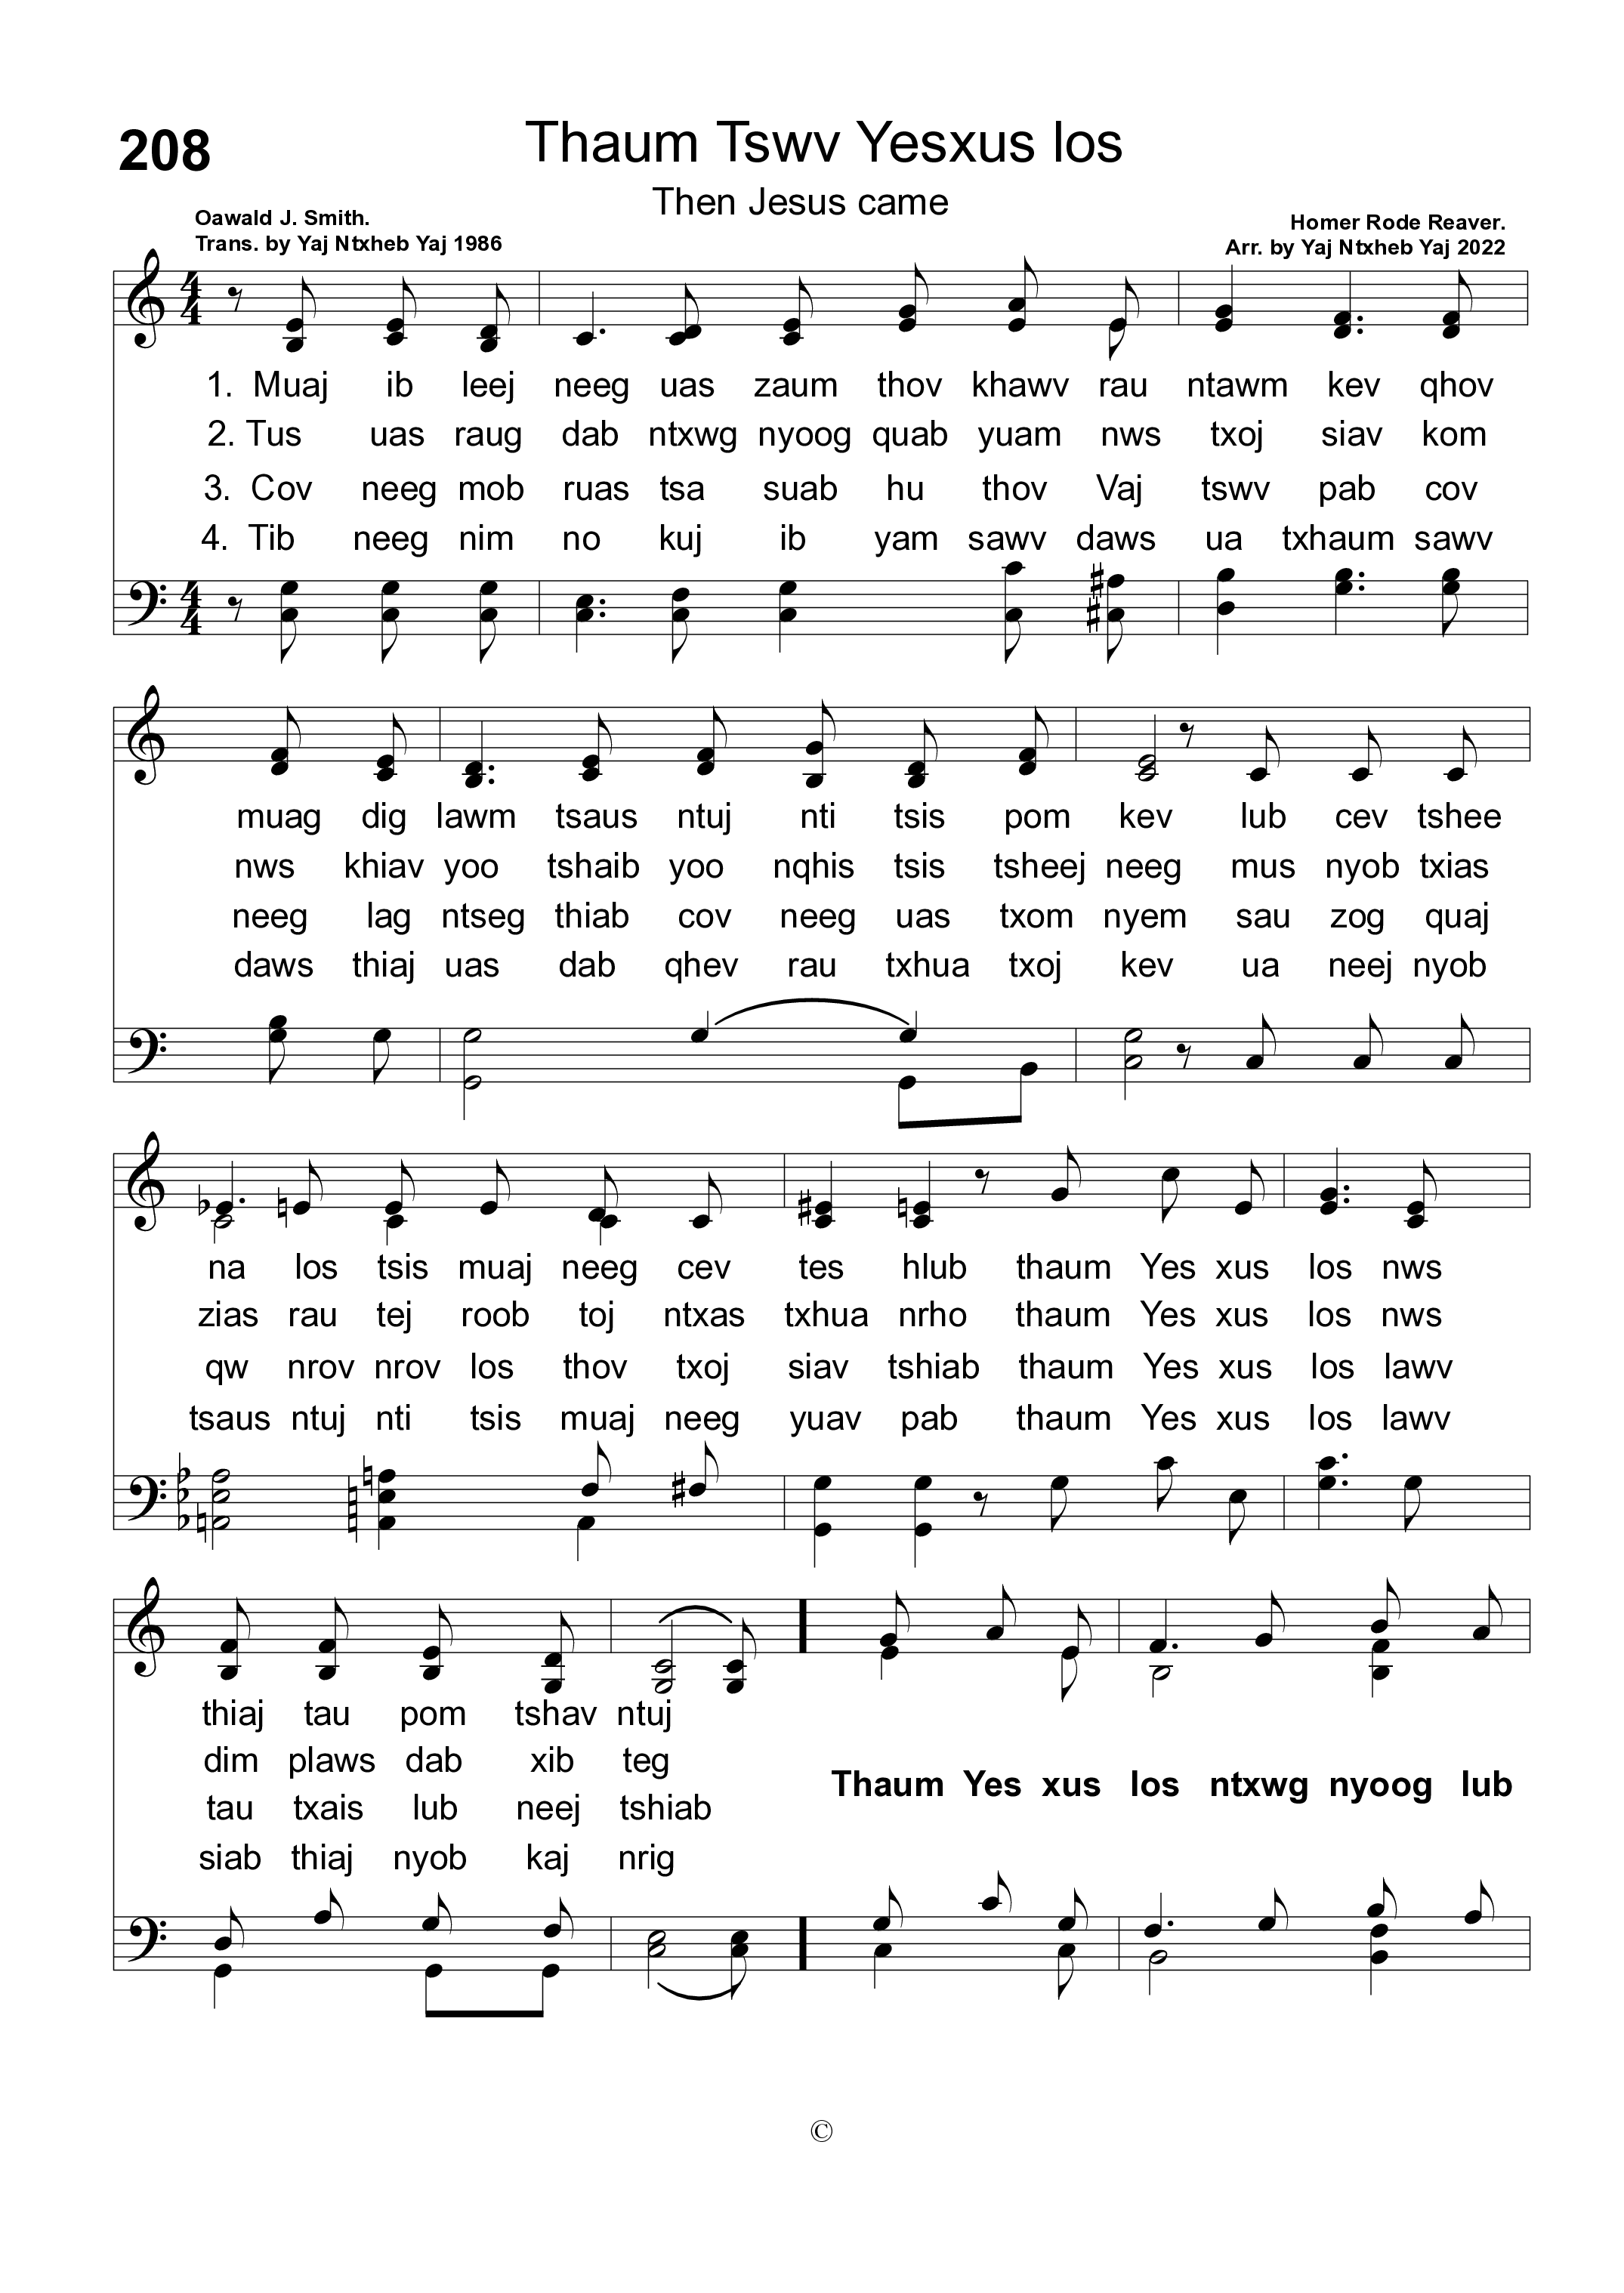 208
Thaum Tswv Yesxus los
Then Jesus came
Oawald J. Smith.
Trans. by Yaj Ntxheb Yaj 1986
Homer Rode Reaver.
Arr. by Yaj Ntxheb Yaj 2022
1. Muaj ib leej neeg uas zaum thov khawv rau ntawm kev qhov
2. Tus uas raug dab ntxwg nyoog quab yuam nws txoj siav kom
3. Cov neeg mob ruas tsa suab hu thov Vaj tswv pab cov
4. Tib neeg nim no kuj ib yam sawv daws ua txhaum sawv
muag dig lawm tsaus ntuj nti tsis pom kev lub cev tshee
nws khiav yoo tshaib yoo nqhis tsis tsheej neeg mus nyob txias
neeg lag ntseg thiab cov neeg uas txom nyem sau zog quaj
daws thiaj uas dab qhev rau txhua txoj kev ua neej nyob
na los tsis muaj neeg cev tes hlub thaum Yes xus los nws
zias rau tej roob toj ntxas txhua nrho thaum Yes xus los nws
qw nrov nrov los thov txoj siav tshiab thaum Yes xus los lawv
tsaus ntuj nti tsis muaj neeg yuav pab thaum Yes xus los lawv
thiaj tau pom tshav ntuj
dim plaws dab xib teg
tau txais lub neej tshiab
siab thiaj nyob kaj nrig
Thaum Yes xus los ntxwg nyoog lub
©